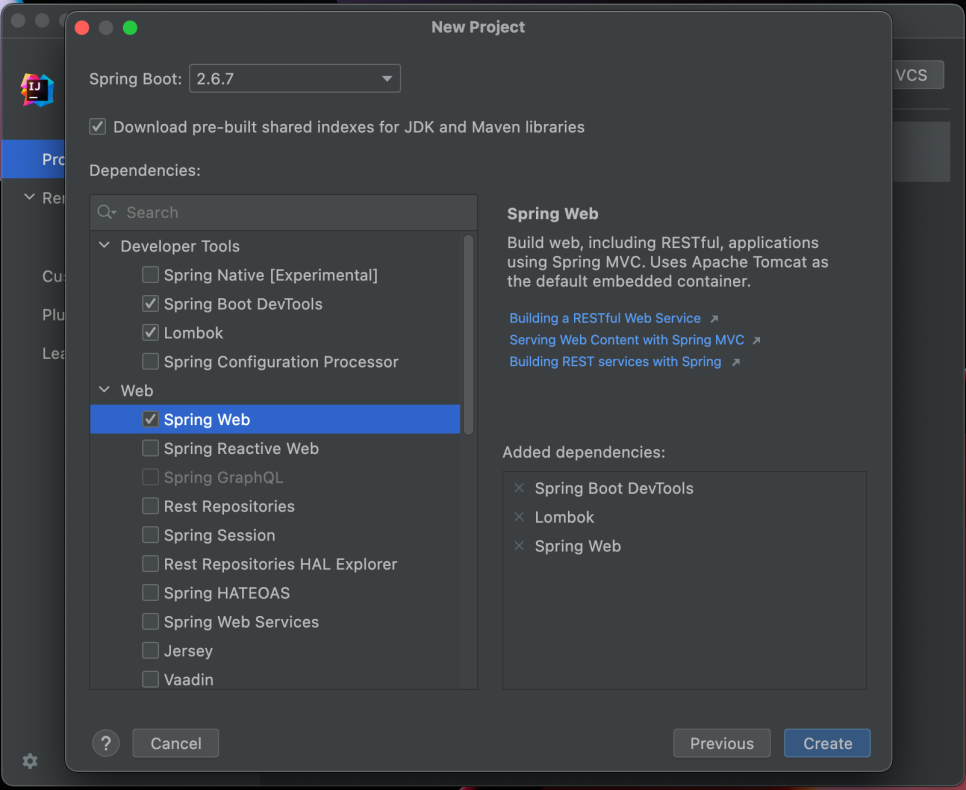 New Project
IJ
Spring Boot: 2.6.7
VCS
Download pre-built shared indexes for JDK and Maven libraries
Dependencies:
Search
Developer Tools
Spring Native [Experimental]
Spring Boot DevTools
Lombok
Spring Configuration Processor
Web
Spring Web
Spring Reactive Web
Spring GraphQL
Rest Repositories
Spring Session
Rest Repositories HAL Explorer
Spring HATEOAS
Spring Web Services
Jersey
Vaadin
Spring Web
Build web, including RESTful, applications
using Spring MVC. Uses Apache Tomcat as
the default embedded container.
Building a RESTful Web Service
Serving Web Content with Spring MVC
Building REST services with Spring
Added dependencies:
Spring Boot DevTools
Lombok
Spring Web
Pro
Rer
Cus
Plu
Lea
? Cancel Previous Create